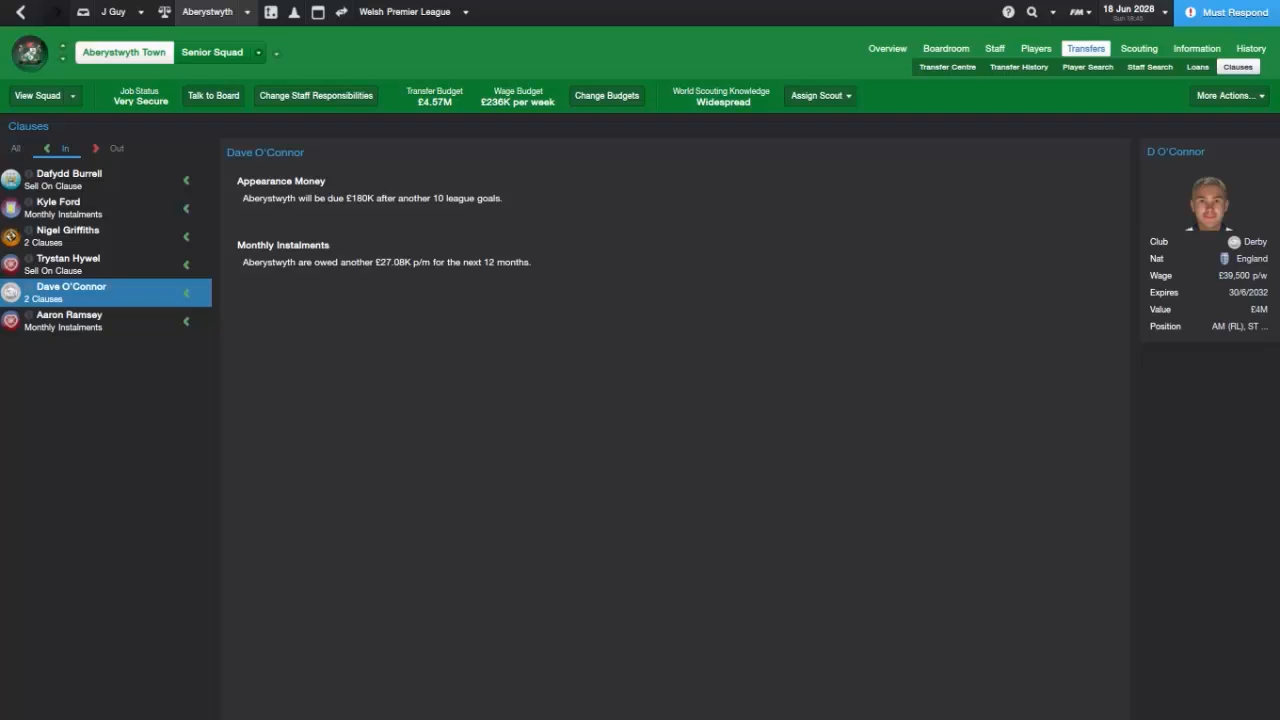 J Guy
Aberystwyth
Welsh Premier League
18 Jun 2028
Sun 18:45
Must Respond
Aberystwyth Town
Senior Squad
Overview
Boardroom
Staff
Players
Transfers
Scouting
Information
History
Transfer Centre
Transfer History
Player Search
Staff Search
Loans
Clauses
View Squad
Job Status
Very Secure
Talk to Board
Change Staff Responsibilities
Transfer Budget
£4.57M
Wage Budget
£236K per week
Change Budgets
World Scouting Knowledge
Widespread
Assign Scout
More Actions...
Clauses
All
In
Out
Dafydd Burrell
Sell On Clause
Kyle Ford
Monthly Instalments
Nigel Griffiths
2 Clauses
Trystan Hywel
Sell On Clause
Dave O'Connor
2 Clauses
Aaron Ramsey
Monthly Instalments
Dave O'Connor
Appearance Money
Aberystwyth will be due £180K after another 10 league goals.
Monthly Instalments
Aberystwyth are owed another £27.08K p/m for the next 12 months.
D O'Connor
Club Derby
Nat England
Wage £39,500 p/w
Expires 30/6/2032
Value £4M
Position AM (RL), ST ...